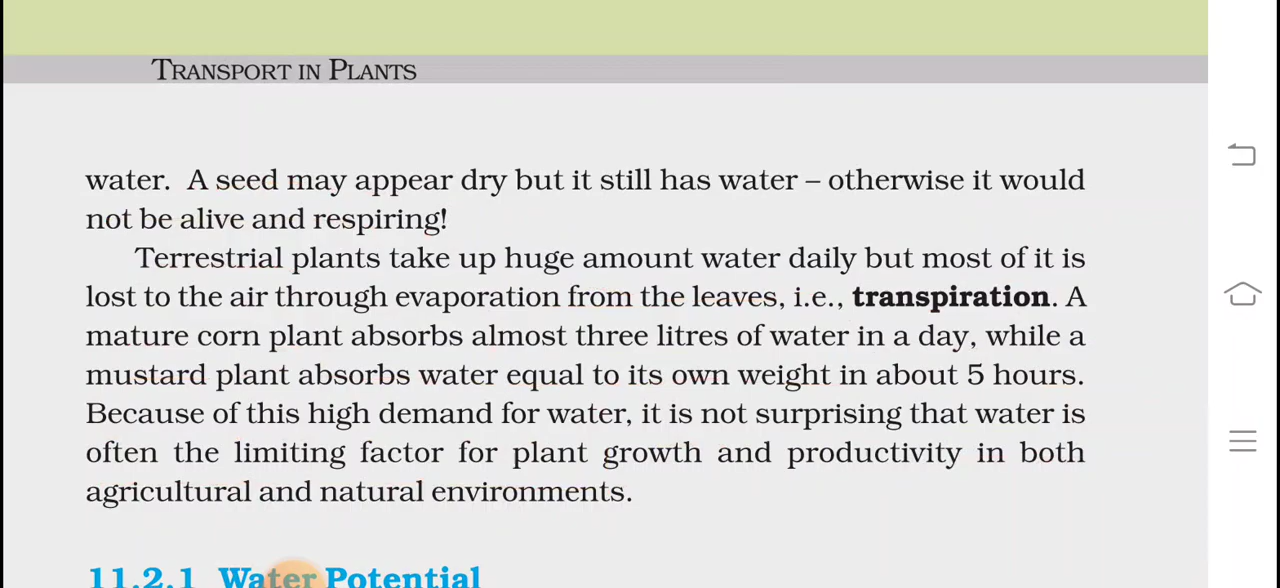 TRANSPORT IN PLANTS
water. A seed may appear dry but it still has water – otherwise it would
not be alive and respiring!
Terrestrial plants take up huge amount water daily but most of it is
lost to the air through evaporation from the leaves, i.e., transpiration. A
mature corn plant absorbs almost three litres of water in a day, while a
mustard plant absorbs water equal to its own weight in about 5 hours.
Because of this high demand for water, it is not surprising that water is
often the limiting factor for plant growth and productivity in both
agricultural and natural environments.
11.2.1 Water Potential